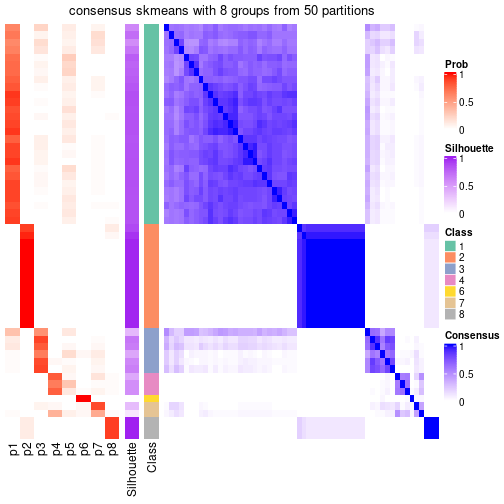 consensus skmeans with 8 groups from 50 partitions
Prob
1
0.5
0
Silhouette
1
0.5
0
Class
1
2
3
4
6
7
8
Consensus
1
0.5
0
p1
p2
p3
p4
p5
p6
p7
p8
Silhouette
Class